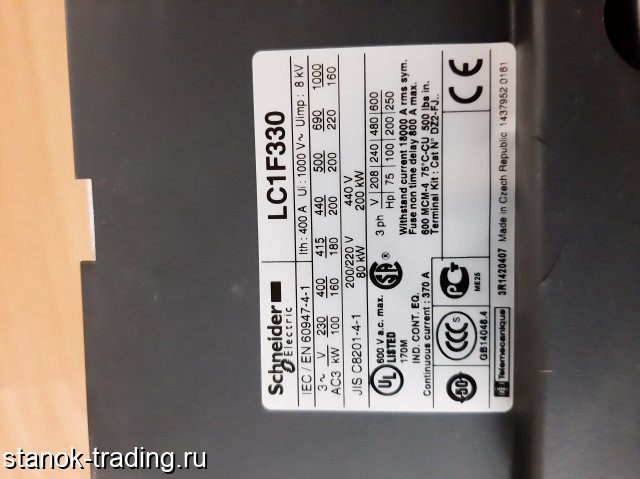 Schneider Electric
LC1F330
IEC / EN 60947-4-1
Ith : 400 A Ui : 1000 V~ Uimp : 8 kV
3~ V 230 400 415 440 500 690 1000
AC3 kW 100 160 180 200 200 220 160
JIS C8201-4-1 200/220 V 440 V
80 kW 200 kW
UL LISTED
170M
600 V a.c. max.
SA ®
IND. CONT. EQ.
Continuous current : 370 A
3 ph V 208 240 480 600
Hp 75 100 200 250
Withstand current 18000 A rms sym.
Fuse non time delay 800 A max.
600 MCM-4 75°C-CU 500 lbs in.
Terminal Kit : Cat N° DZ2-FJ..
CCC
GB14048.4
ME25
CE
Telemecanique
3R1420407 Made in Czech Republic 1437952 0161
stanok-trading.ru